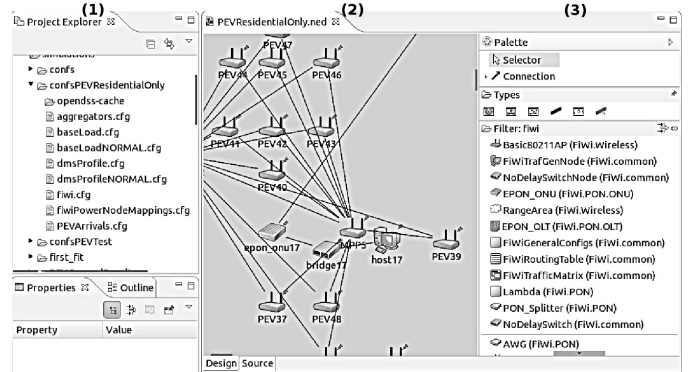 (1)
Project Explorer
simulations
confs
confsPEVResidentialOnly
opendss-cache
aggregators.cfg
baseLoad.cfg
baseLoadNORMAL.cfg
dmsProfile.cfg
dmsProfileNORMAL.cfg
fiwi.cfg
fiwiPowerNodeMappings.cfg
PEVArrivals.cfg
confsPEVTest
first_fit
Properties Outline
Property Value
(2)
PEVResidentialOnly.ned
PEV47
PEV44 PEV45 PEV46
PEV41 PEV42 PEV43
PEV40
epon_onu17 bridge17 MPP5 host17 PEV39
PEV37 PEV48
Design Source
(3)
Palette
Selector
Connection
Types
Filter: fiwi
Basic80211AP (FiWi.Wireless)
FiWiTrafGenNode (FiWi.common)
NoDelaySwitchNode (FiWi.common)
EPON_ONU (FiWi.PON.ONU)
RangeArea (FiWi.Wireless)
EPON_OLT (FiWi.PON.OLT)
FiwiGeneralConfigs (FiWi.common)
FiwiRoutingTable (FiWi.common)
FiwiTrafficMatrix (FiWi.common)
Lambda (FiWi.PON)
PON_Splitter (FiWi.PON)
NoDelaySwitch (FiWi.common)
AWG (FiWi.PON)